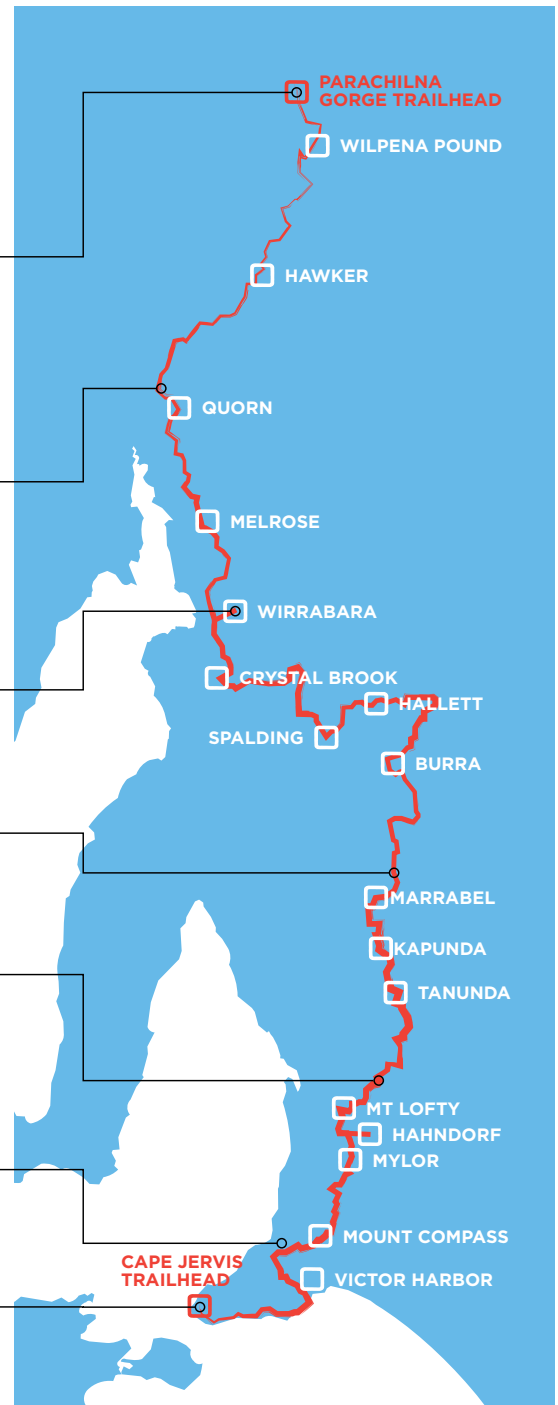 PARACHILNA
GORGE TRAILHEAD
WILPENA POUND
HAWKER
QUORN
MELROSE
WIRRABARA
CRYSTAL BROOK
HALLETT
SPALDING
BURRA
MARRABEL
KAPUNDA
TANUNDA
MT LOFTY
HAHNDORF
MYLOR
MOUNT COMPASS
CAPE JERVIS
TRAILHEAD
VICTOR HARBOR